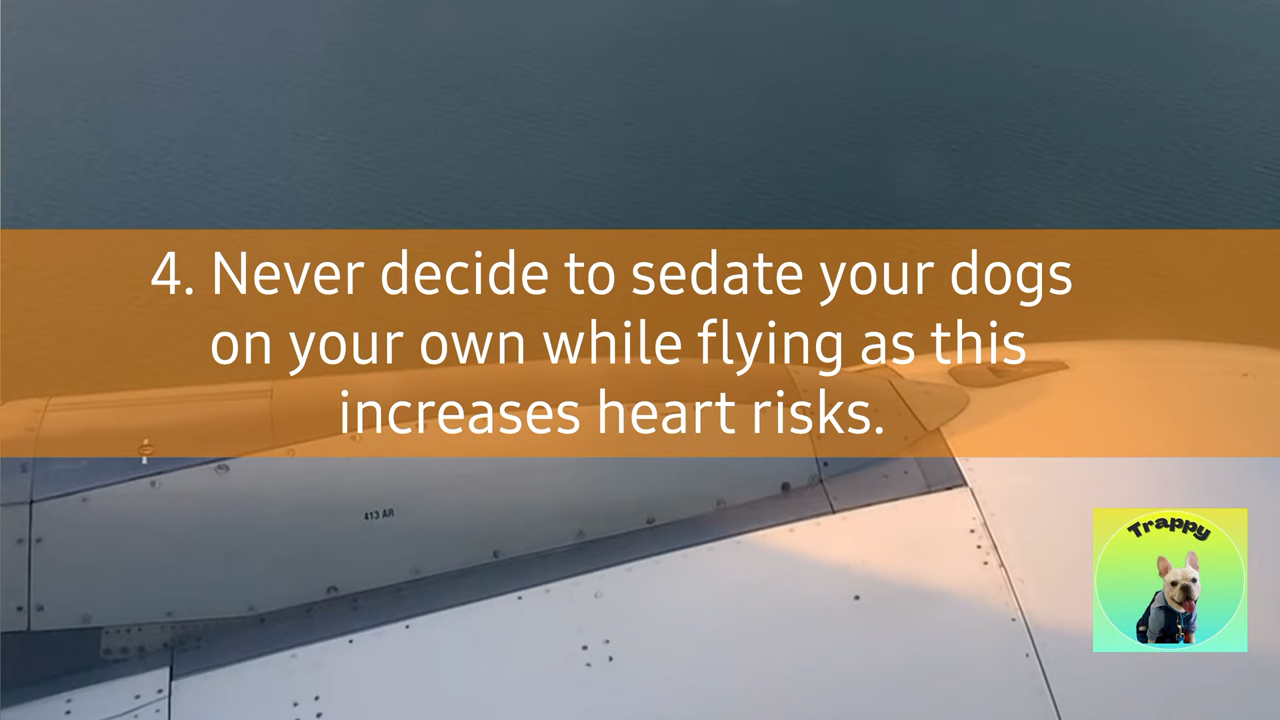 4. Never decide to sedate your dogs
on your own while flying as this
increases heart risks.
413 AR
Trappy